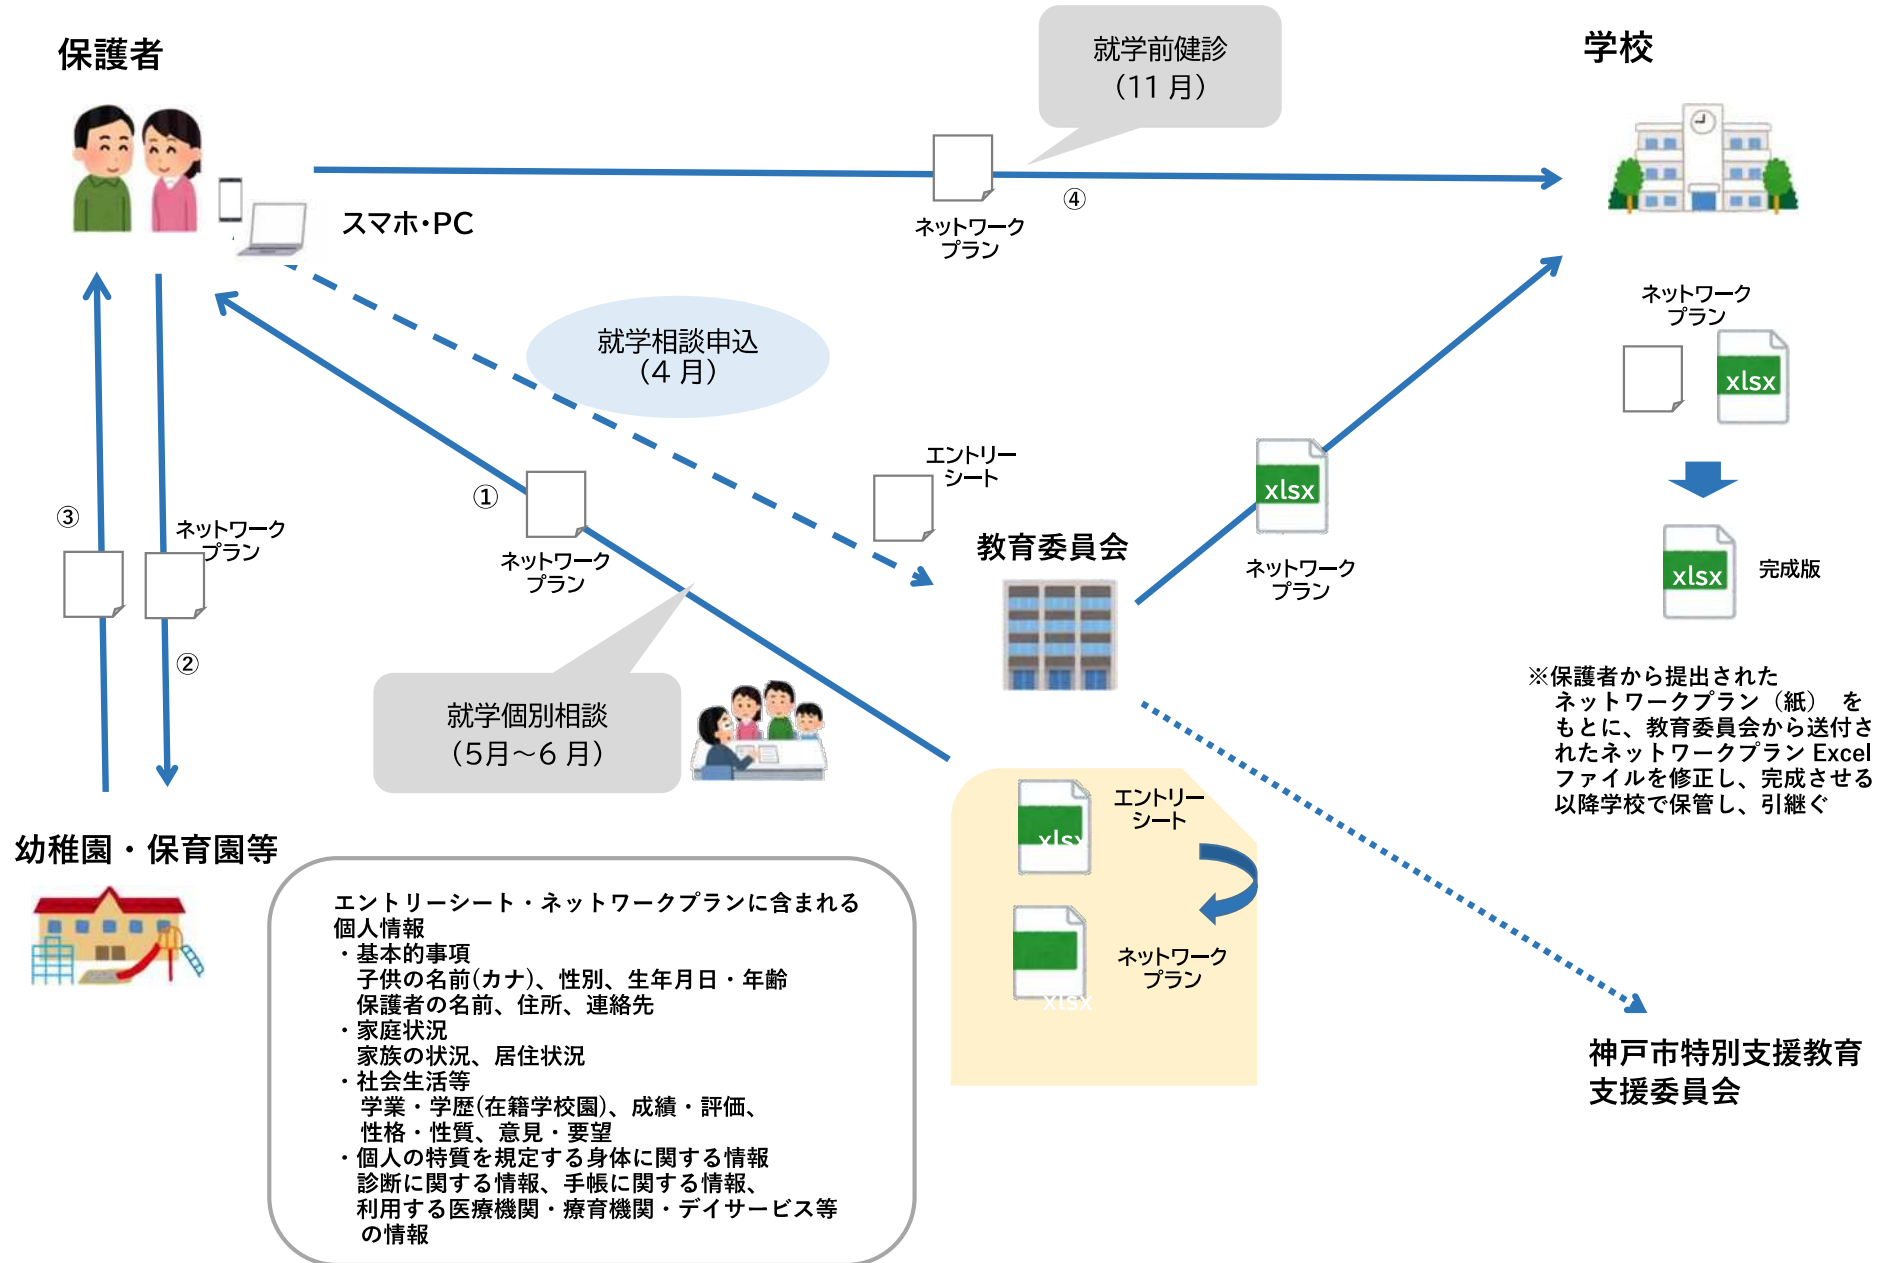 保護者
就学前健診
（11 月）
学校
スマホ・PC
④
ネットワーク
プラン
就学相談申込
（4 月）
ネットワーク
プラン
xlsx
①
ネットワーク
プラン
エントリー
シート
xlsx
ネットワーク
プラン
教育委員会
③
ネットワーク
プラン
②
xlsx
完成版
就学個別相談
（5月～6 月）
※保護者から提出された
ネットワークプラン（紙） を
もとに、教育委員会から送付さ
れたネットワークプラン Excel
ファイルを修正し、完成させる
以降学校で保管し、引継ぐ
幼稚園・保育園等
xlsx
エントリー
シート
ネットワーク
プラン
xlsx
エントリーシート・ネットワークプランに含まれる
個人情報
・基本的事項
子供の名前(カナ)、性別、生年月日・年齢
保護者の名前、住所、連絡先
・家庭状況
家族の状況、居住状況
・社会生活等
学業・学歴(在籍学校園)、成績・評価、
性格・性質、意見・要望
・個人の特質を規定する身体に関する情報
診断に関する情報、手帳に関する情報、
利用する医療機関・療育機関・デイサービス等
の情報
神戸市特別支援教育
支援委員会